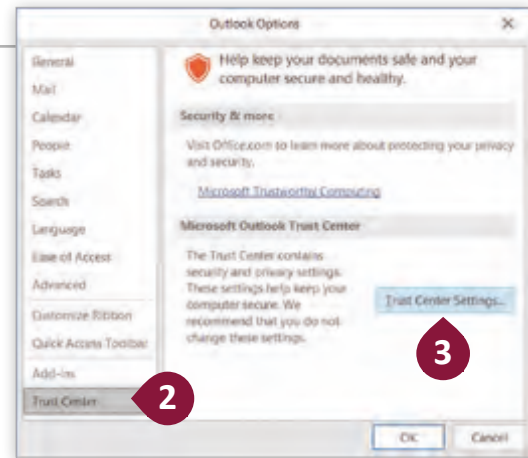 Outlook Options
General
Mail
Calendar
People
Tasks
Search
Language
Ease of Access
Advanced
Customize Ribbon
Quick Access Toolbar
Add-ins
Trust Center
2
Help keep your documents safe and your
computer secure and healthy.
Security & more
Visit Office.com to learn more about protecting your privacy
and security.
Microsoft Trustworthy Computing
Microsoft Outlook Trust Center
The Trust Center contains
security and privacy settings.
These settings help keep your
computer secure. We
recommend that you do not
change these settings.
Trust Center Settings...
3
OK
Cancel